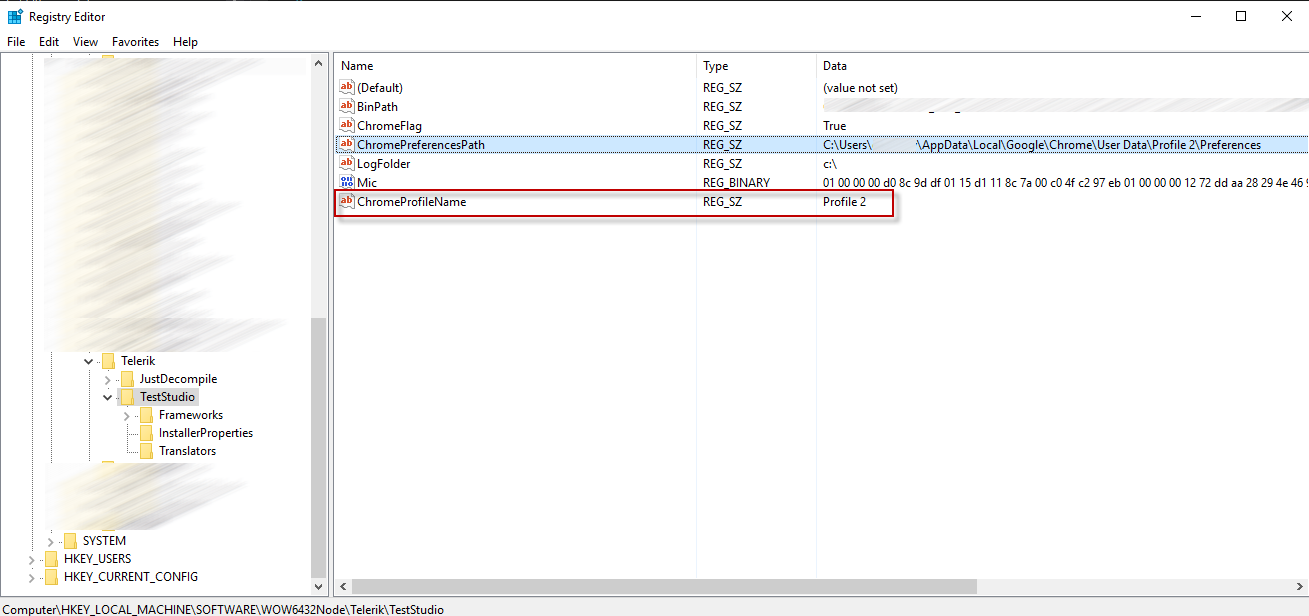 Registry Editor
File Edit View Favorites Help
Name Type Data
(Default) REG_SZ (value not set)
BinPath REG_SZ
ChromeFlag REG_SZ True
ChromePreferencesPath REG_SZ C:\Users\ \AppData\Local\Google\Chrome\User Data\Profile 2\Preferences
LogFolder REG_SZ c:\
Mic REG_BINARY 01 00 00 00 d0 8c 9d df 01 15 d1 11 8c 7a 00 c0 4f c2 97 eb 01 00 00 00 12 72 dd aa 28 29 4e 46
ChromeProfileName REG_SZ Profile 2
Telerik
JustDecompile
TestStudio
Frameworks
InstallerProperties
Translators
SYSTEM
HKEY_USERS
HKEY_CURRENT_CONFIG
Computer\HKEY_LOCAL_MACHINE\SOFTWARE\WOW6432Node\Telerik\TestStudio